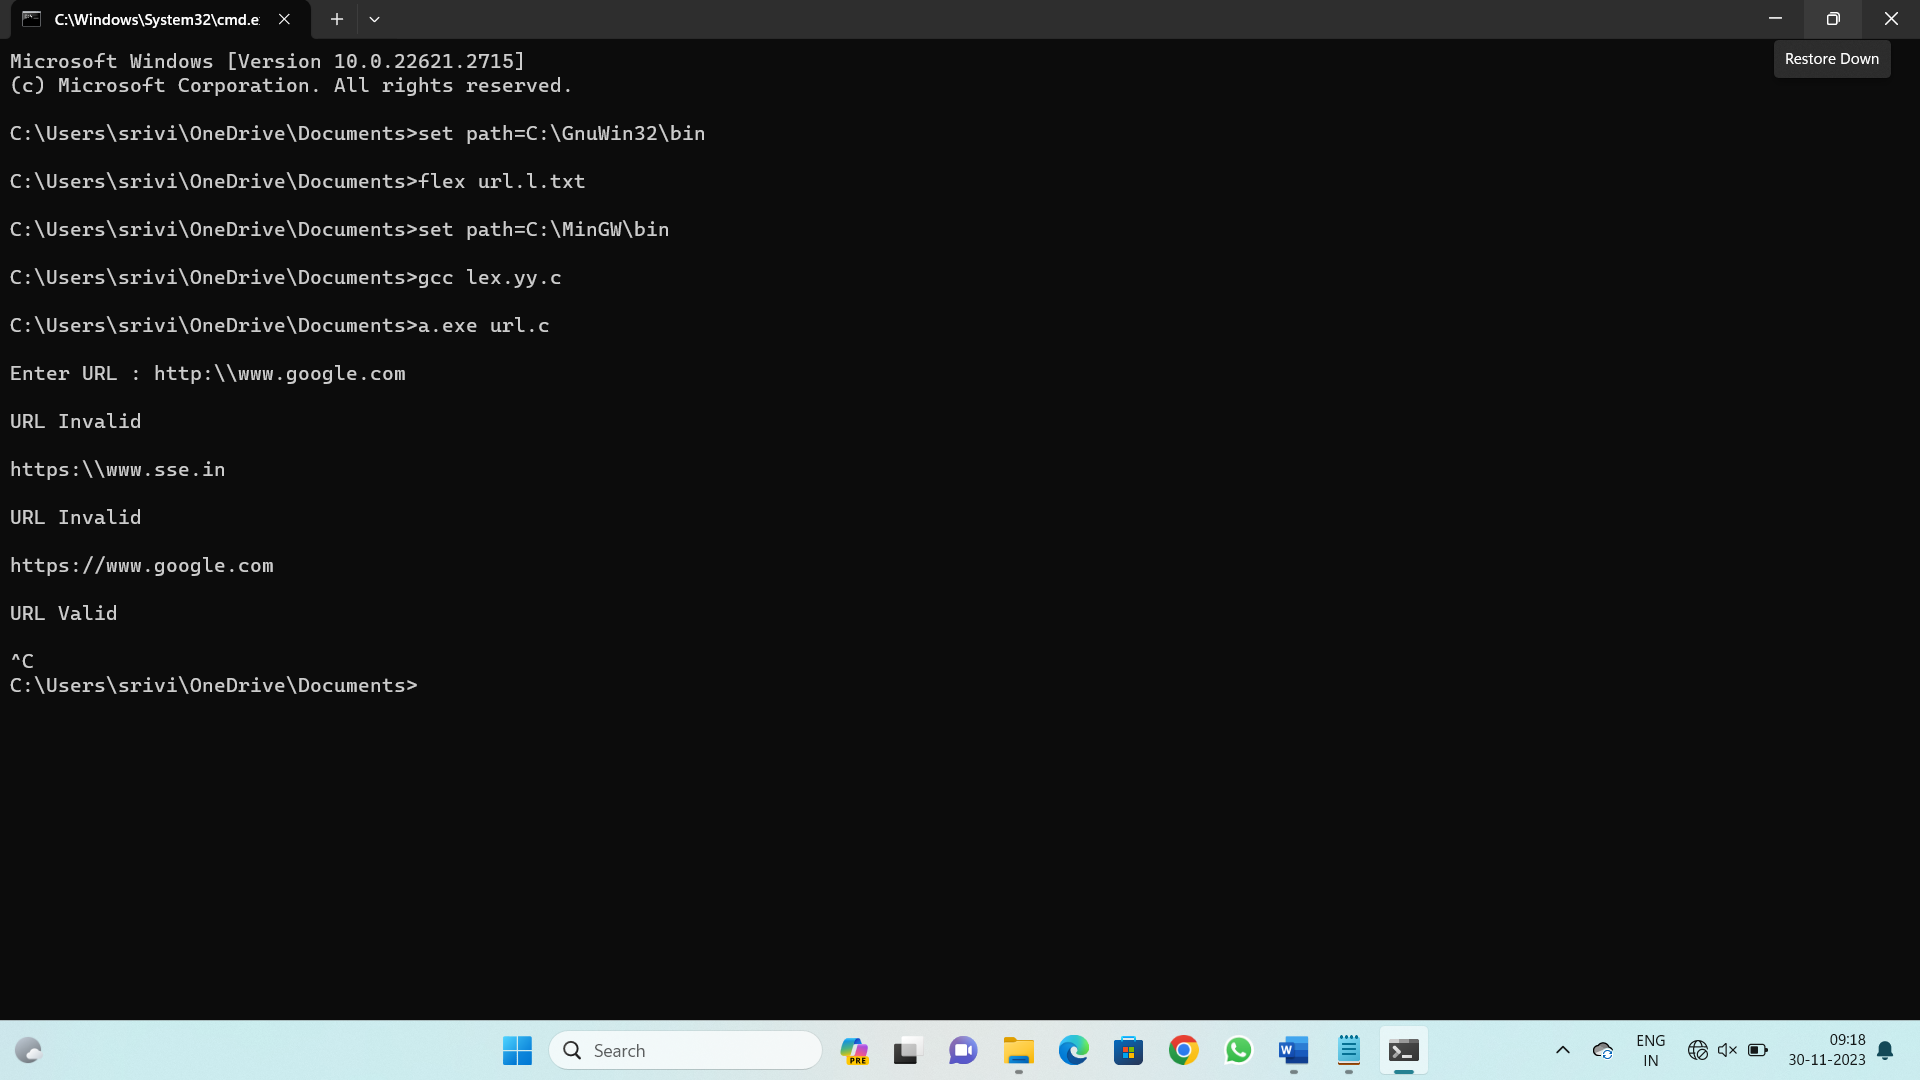 C:\Windows\System32\cmd.e
Restore Down
Microsoft Windows [Version 10.0.22621.2715]
(c) Microsoft Corporation. All rights reserved.
C:\Users\srivi\OneDrive\Documents>set path=C:\GnuWin32\bin
C:\Users\srivi\OneDrive\Documents>flex url.l.txt
C:\Users\srivi\OneDrive\Documents>set path=C:\MinGW\bin
C:\Users\srivi\OneDrive\Documents>gcc lex.yy.c
C:\Users\srivi\OneDrive\Documents>a.exe url.c
Enter URL : http:\\www.google.com
URL Invalid
https:\\www.sse.in
URL Invalid
https://www.google.com
URL Valid
^C
C:\Users\srivi\OneDrive\Documents>
Search
PRE
W
ENG
IN
09:18
30-11-2023